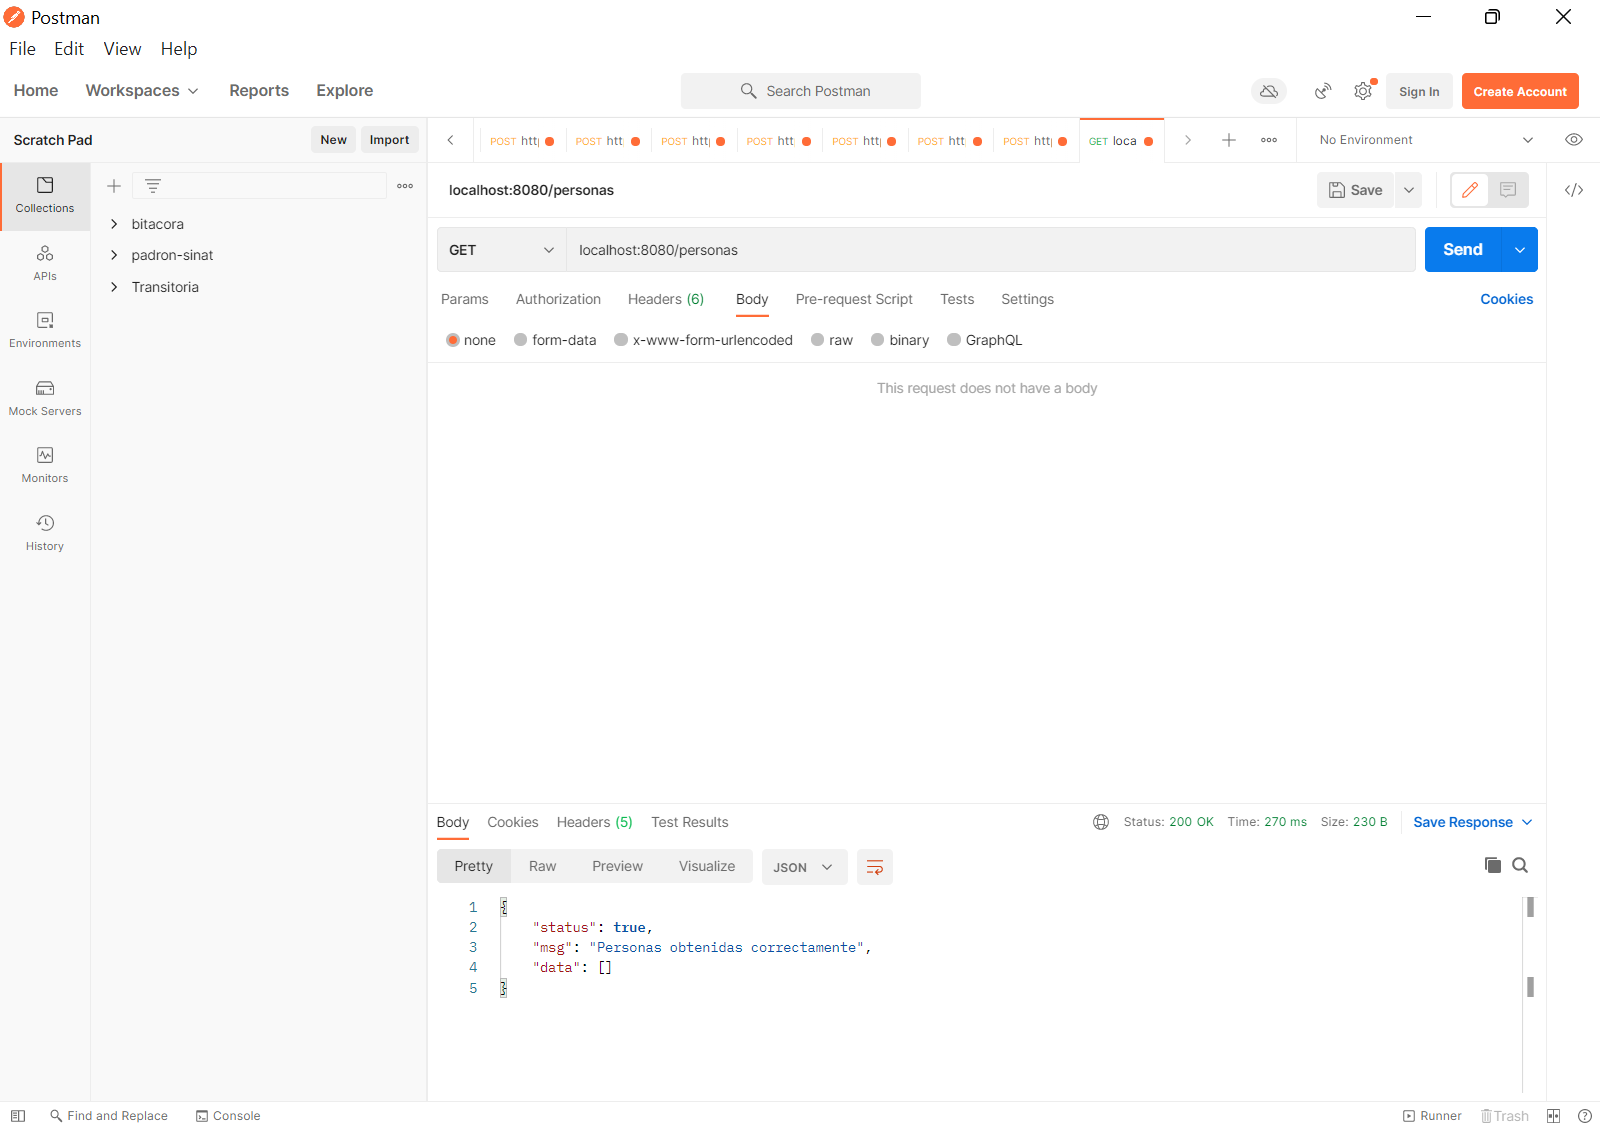 Postman
File Edit View Help
Home Workspaces Reports Explore Search Postman Sign In Create Account
Scratch Pad New Import POST htt POST htt POST htt POST htt POST htt POST htt POST htt GET loca No Environment
localhost:8080/personas Save
Collections
APIs
Environments
Mock Servers
Monitors
History
bitacora
padron-sinat
Transitoria
GET localhost:8080/personas Send
Params Authorization Headers (6) Body Pre-request Script Tests Settings Cookies
none form-data x-www-form-urlencoded raw binary GraphQL
This request does not have a body
Body Cookies Headers (5) Test Results Status: 200 OK Time: 270 ms Size: 230 B Save Response
Pretty Raw Preview Visualize JSON
1 {
2 "status": true,
3 "msg": "Personas obtenidas correctamente",
4 "data": []
5 }
Find and Replace Console Runner Trash